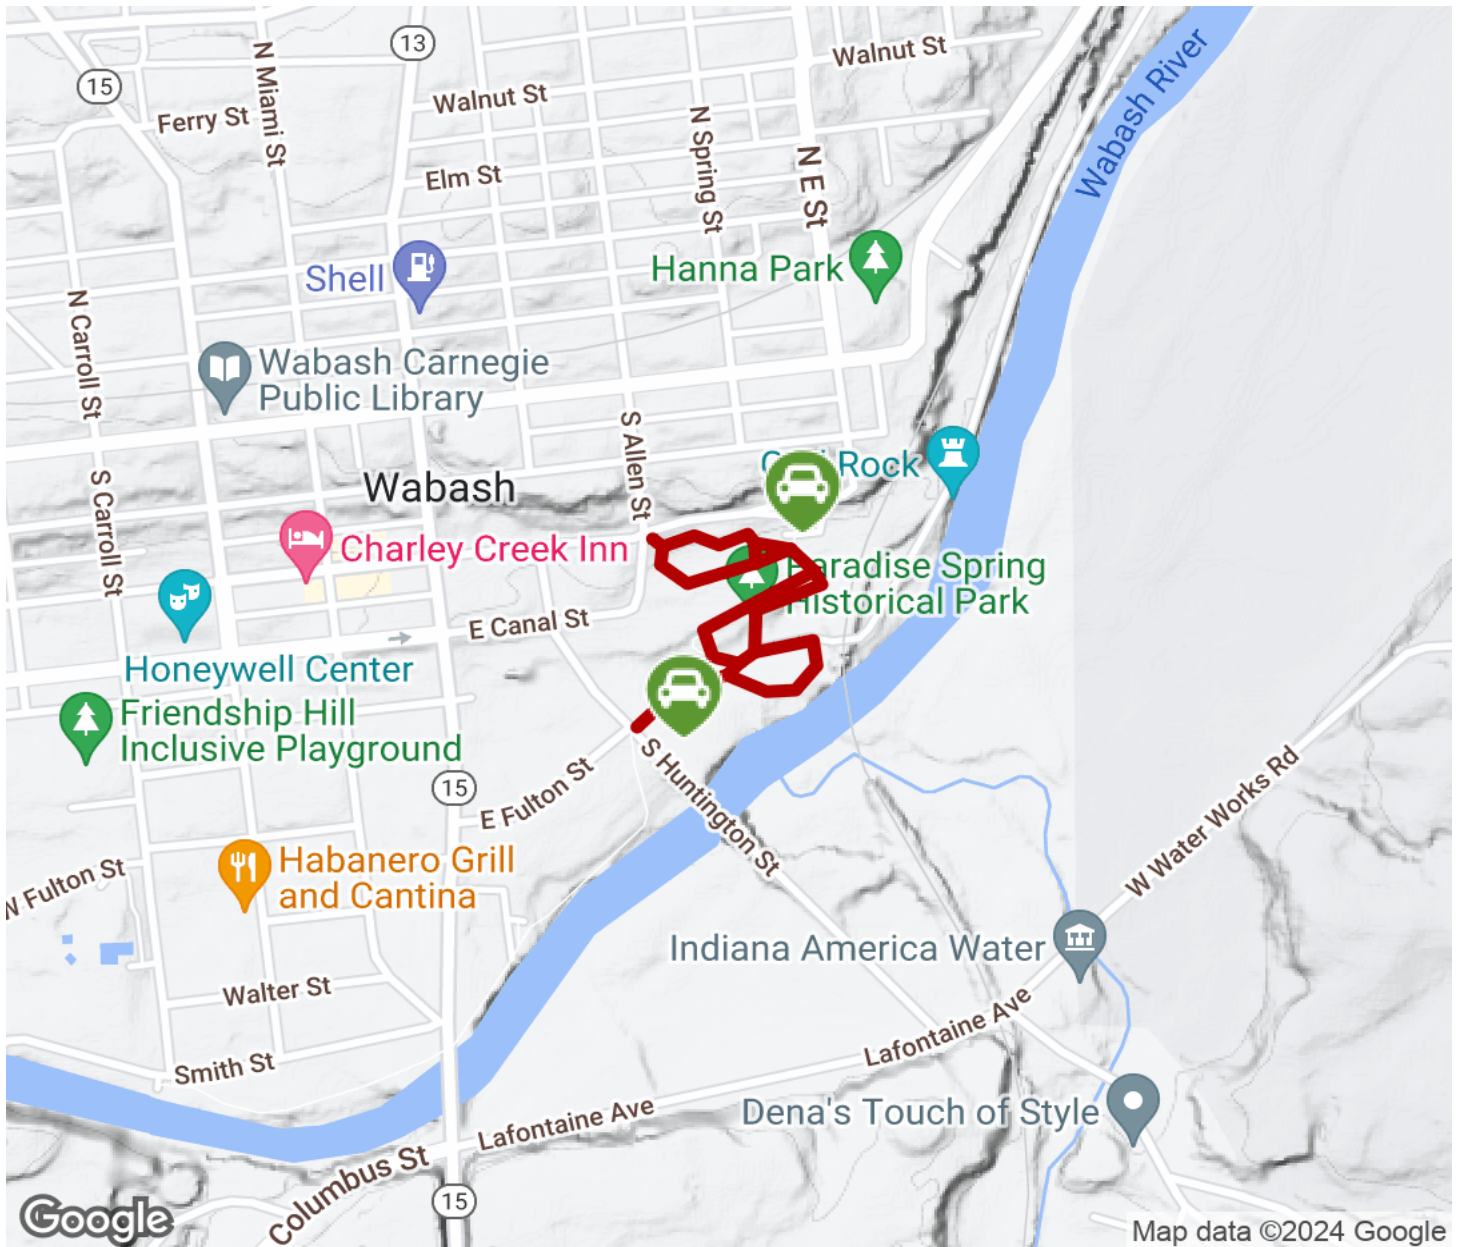 13
Walnut St
15
N Miami St
Walnut St
Wabash River
Ferry St
N Spring St
N E St
Elm St
Hanna Park
Shell
N Carroll St
Wabash Carnegie
Public Library
S Allen St
Rock
Wabash
S Carroll St
Charley Creek Inn
Paradise Spring
Historical Park
E Canal St
Honeywell Center
Friendship Hill
Inclusive Playground
S Huntington St
15
E Fulton St
W Water Works Rd
Habanero Grill
and Cantina
W Fulton St
Indiana America Water
Walter St
Lafontaine Ave
Smith St
Dena's Touch of Style
Lafontaine Ave
Columbus St
15
Google
Map data ©2024 Google